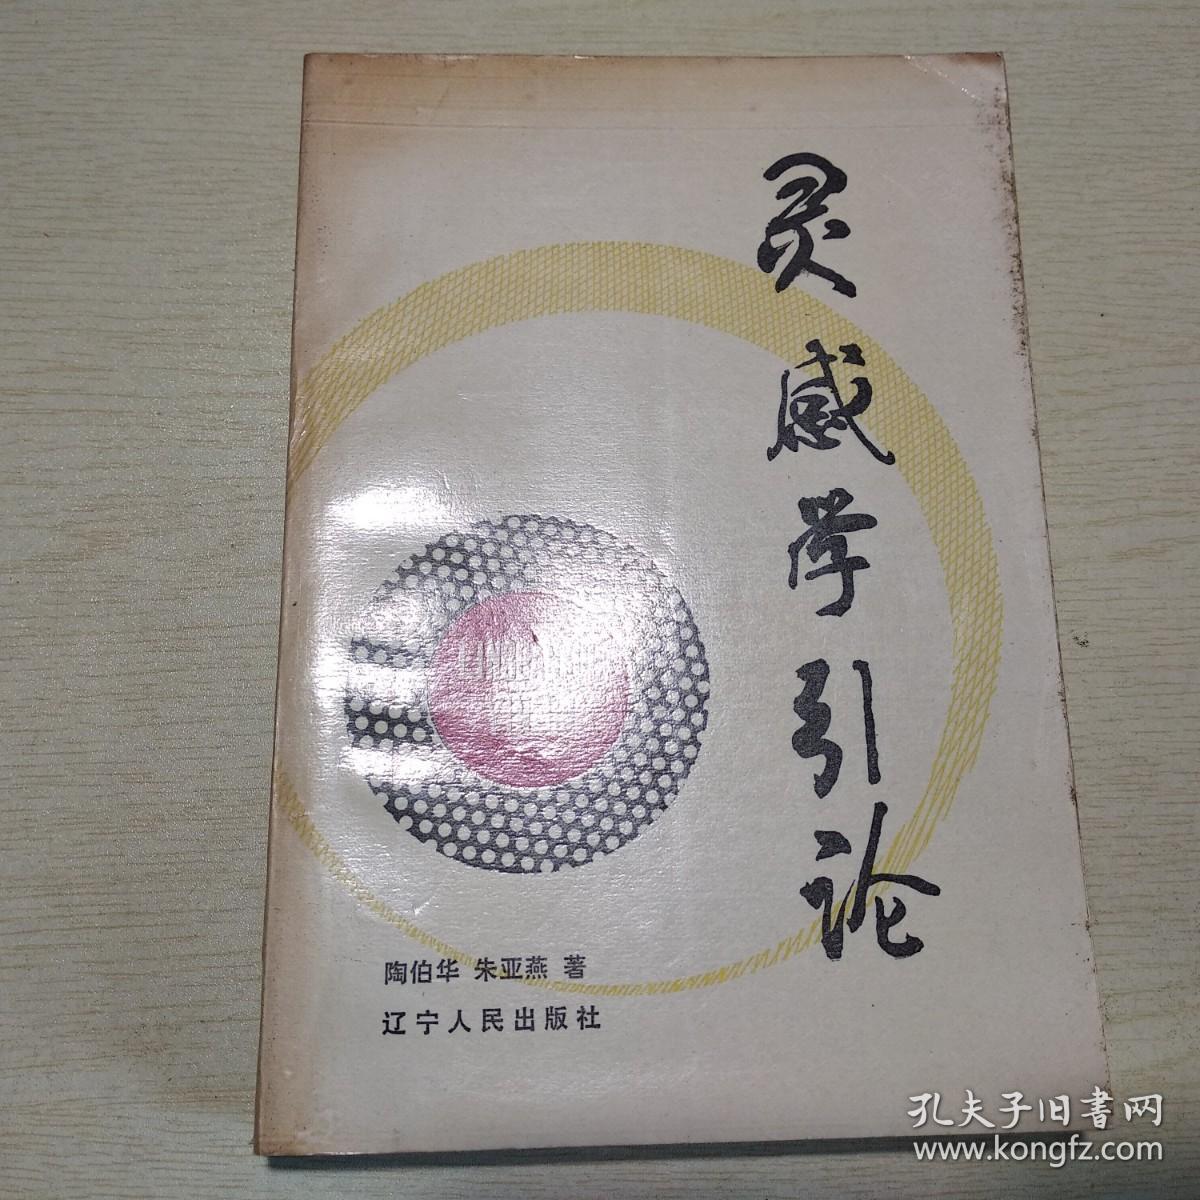 灵感学引论
陶伯华 朱亚燕 著
辽宁人民出版社
孔夫子旧書网
www.kongfz.com